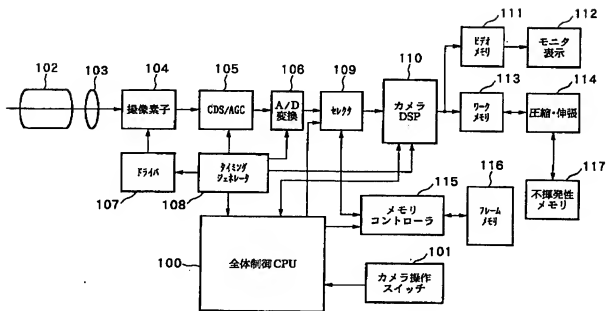 102
103
104
105
106
109
110
111
112
113
114
撮像素子
CDS/AGC
A/D
変換
セレクタ
カメラ
DSP
ビデオ
メモリ
モニタ
表示
ワーク
メモリ
圧縮・伸張
ドライバ
タイミング
ジェネレータ
107
108
115
116
117
メモリ
コントローラ
フレーム
メモリ
不揮発性
メモリ
100
全体制御CPU
101
カメラ操作
スイッチ